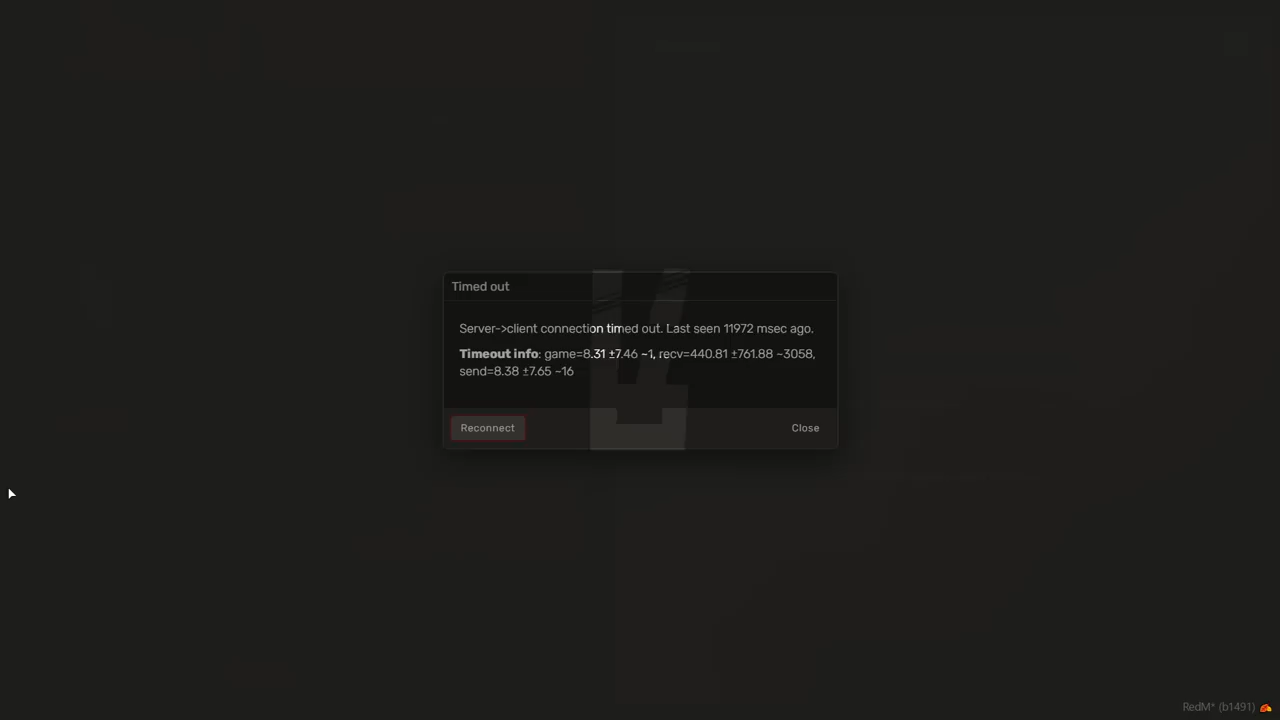 Timed out
Server->client connection timed out. Last seen 11972 msec ago.
Timeout info: game=8.31 ±7.46 ~1, recv=440.81 ±761.88 ~3058,
send=8.38 ±7.65 ~16
Reconnect Close
RedM* (b1491)